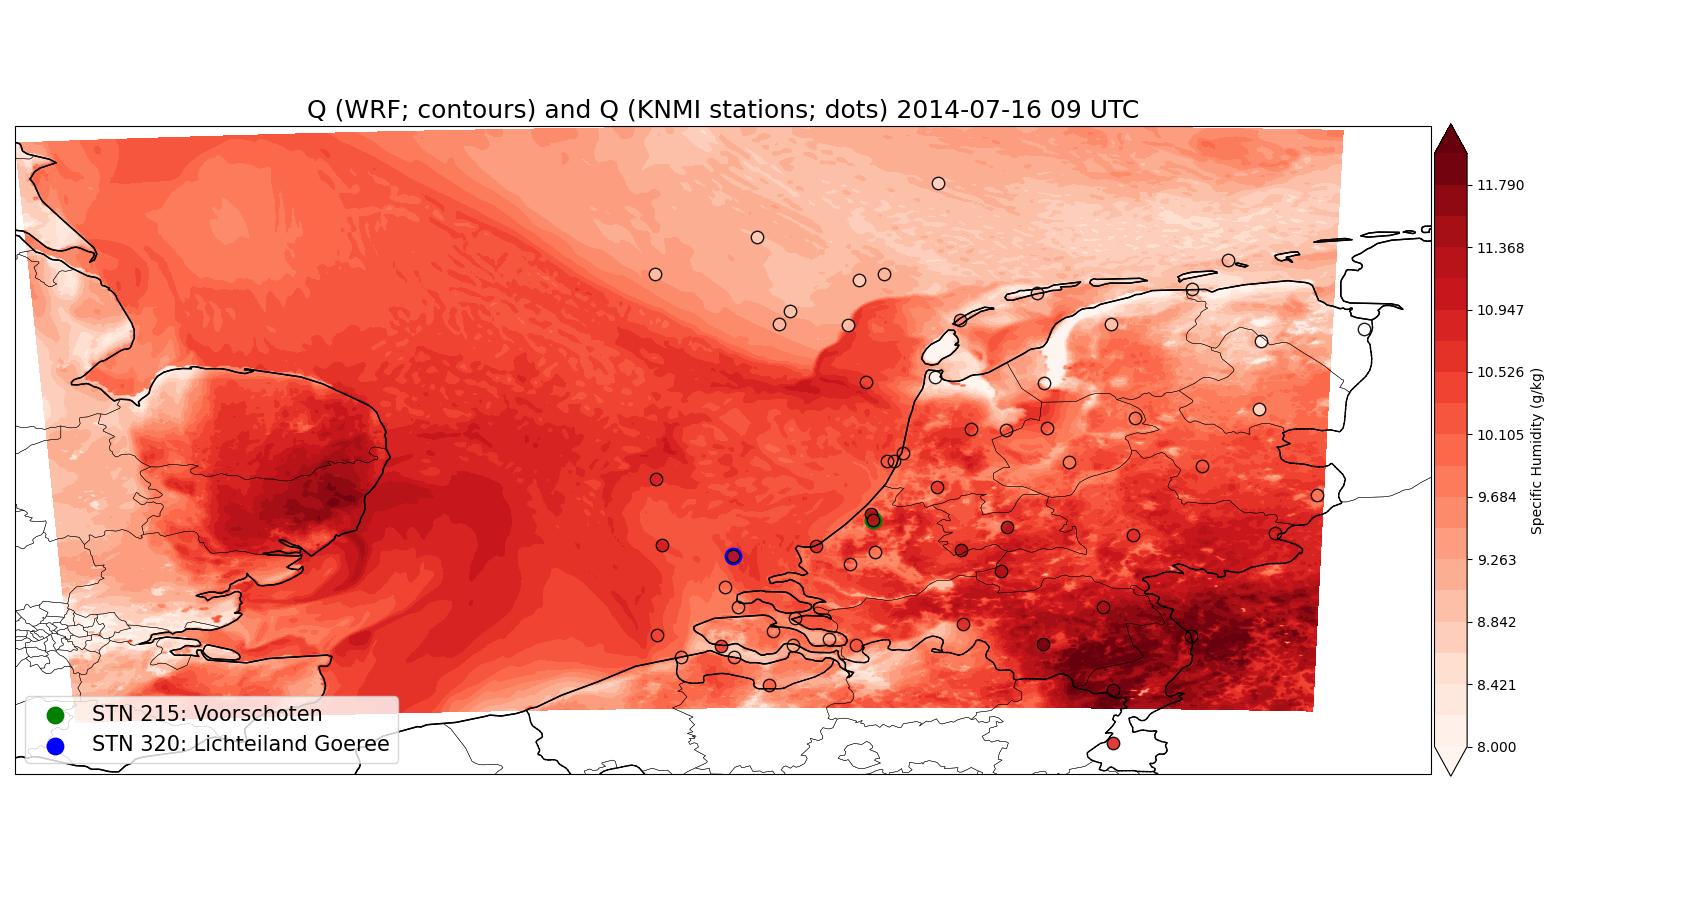 Q (WRF; contours) and Q (KNMI stations; dots) 2014-07-16 09 UTC
11.790
11.368
10.947
10.526
10.105
9.684
9.263
8.842
8.421
8.000
Specific Humidity (g/kg)
STN 215: Voorschoten
STN 320: Lichteiland Goeree